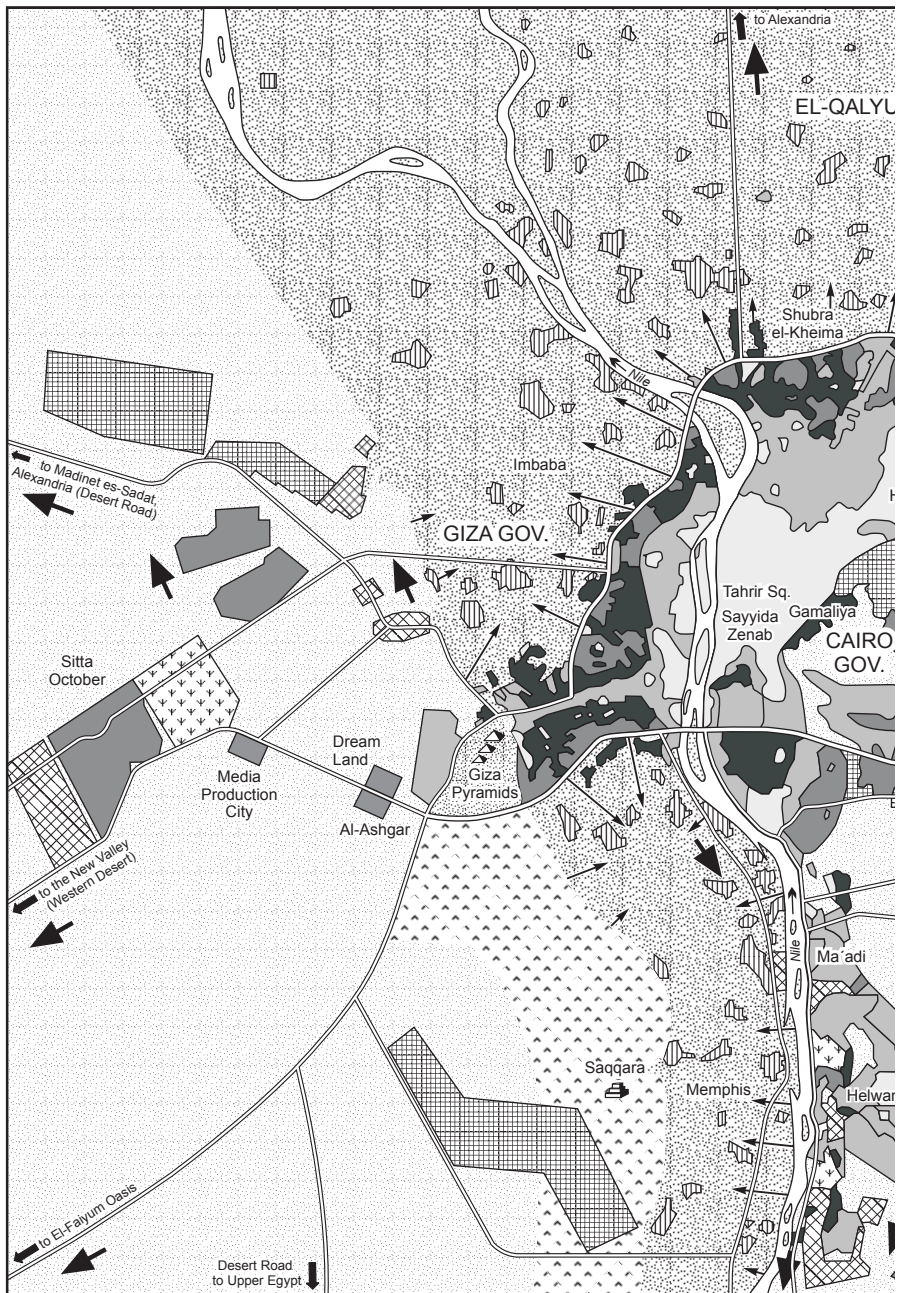 to Alexandria
EL-QALYU
Shubra
el-Kheima
Nile
to Madinet es-Sadat,
Alexandria (Desert Road)
Imbaba
GIZA GOV.
H
Tahrir Sq.
Sayyida
Zenab
Gamaliya
CAIRO
GOV.
Sitta
October
Media
Production
City
Dream
Land
Al-Ashgar
Giza
Pyramids
E
to the New Valley
(Western Desert)
Nile
Ma´adi
Saqqara
Memphis
Helwan
to El-Faiyum Oasis
Desert Road
to Upper Egypt